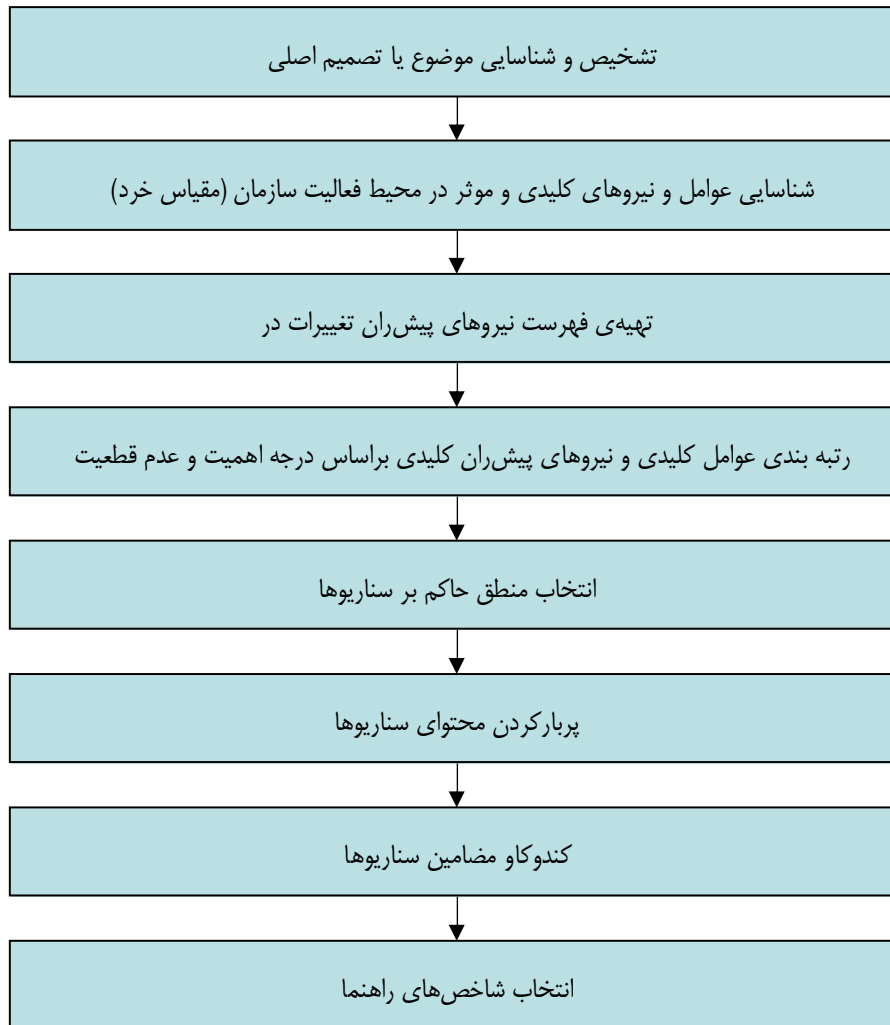 تشخیص و شناسایی موضوع یا تصمیم اصلی
شناسایی عوامل و نیروهای کلیدی و موثر در محیط فعالیت سازمان (مقیاس خرد)
تهیه‌ی فهرست نیروهای پیش‌ران تغییرات در
رتبه بندی عوامل کلیدی و نیروهای پیش‌ران کلیدی براساس درجه اهمیت و عدم قطعیت
انتخاب منطق حاکم بر سناریوها
پربارکردن محتوای سناریوها
کندوکاو مضامین سناریوها
انتخاب شاخص‌های راهنما